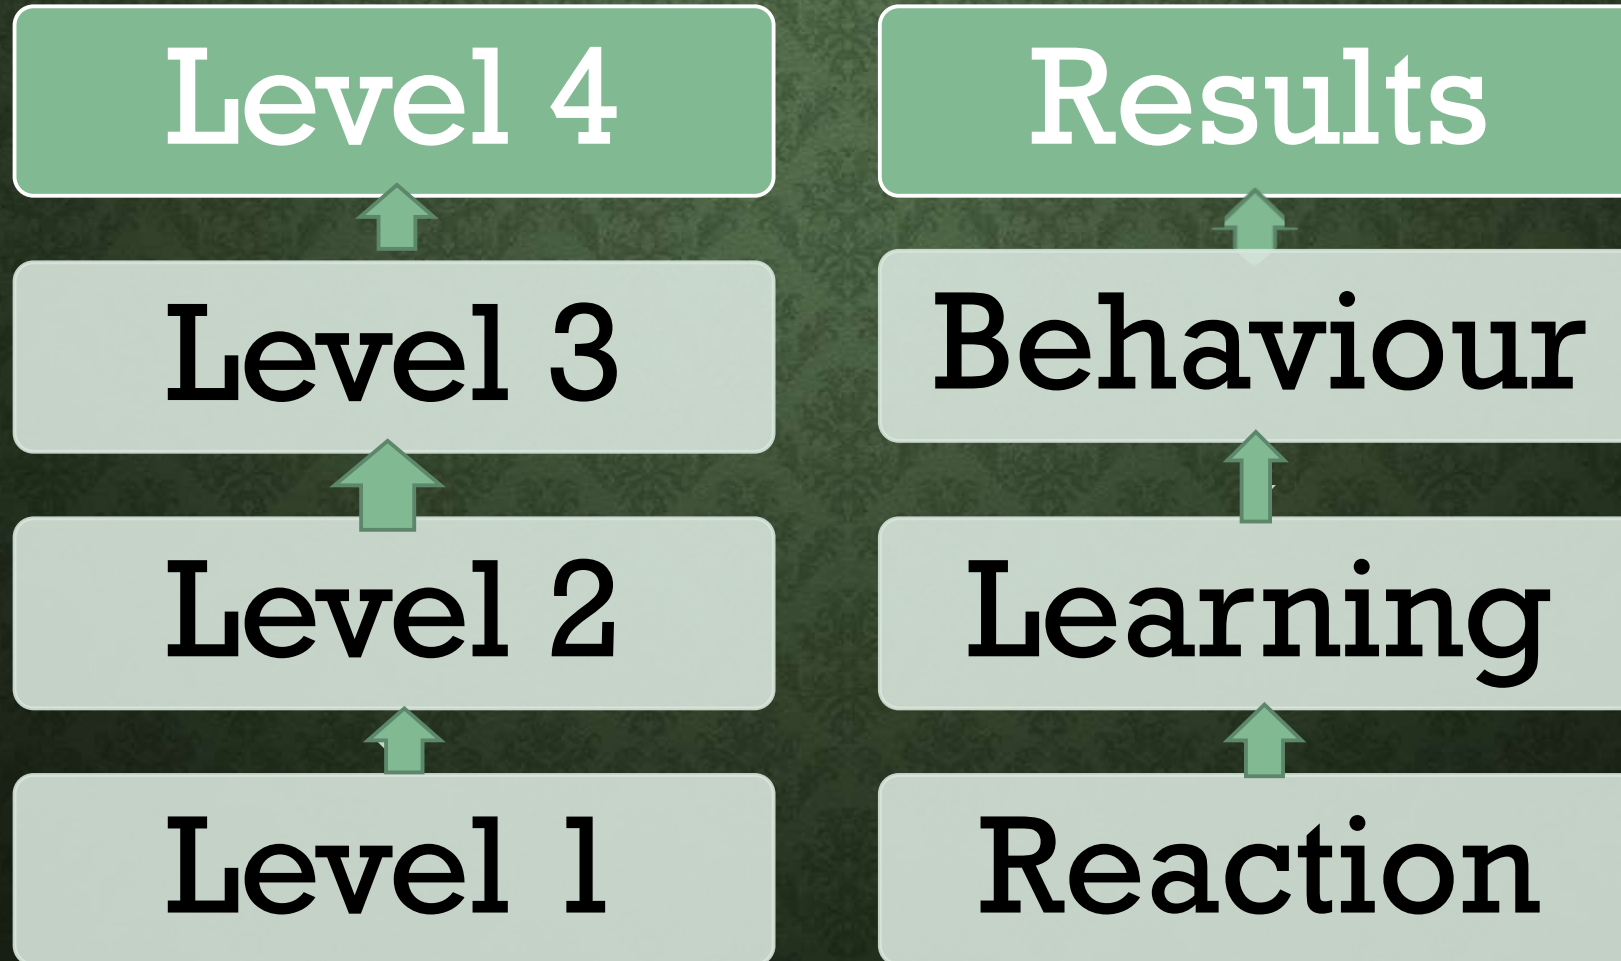 Level 4
Results
Level 3
Behaviour
Level 2
Learning
Level 1
Reaction